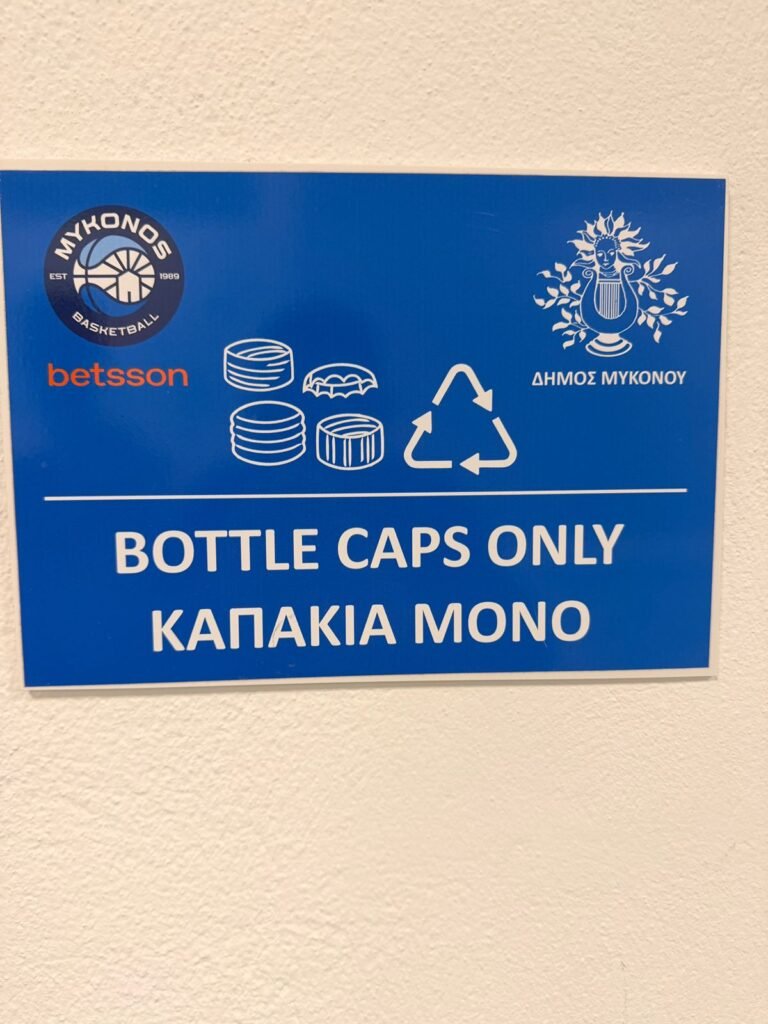 MYKONOS
EST 1989
BASKETBALL
betsson
ΔΗΜΟΣ ΜΥΚΟΝΟΥ
BOTTLE CAPS ONLY
ΚΑΠΑΚΙΑ ΜΟΝΟ